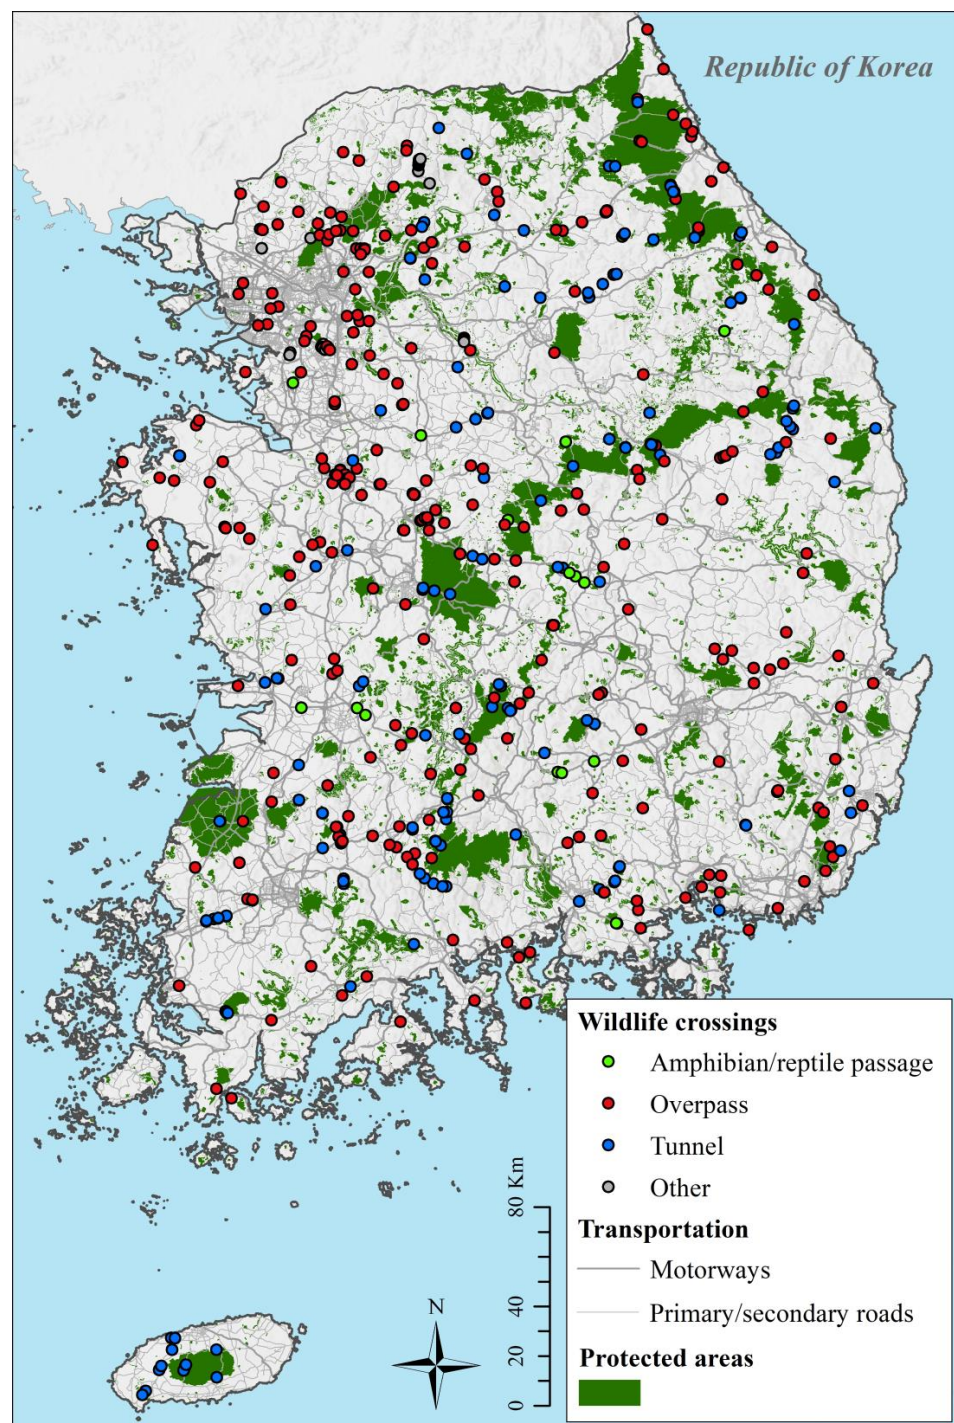 Republic of Korea
Wildlife crossings
Amphibian/reptile passage
Overpass
Tunnel
Other
Transportation
Motorways
Primary/secondary roads
Protected areas
0 20 40 80 Km
N